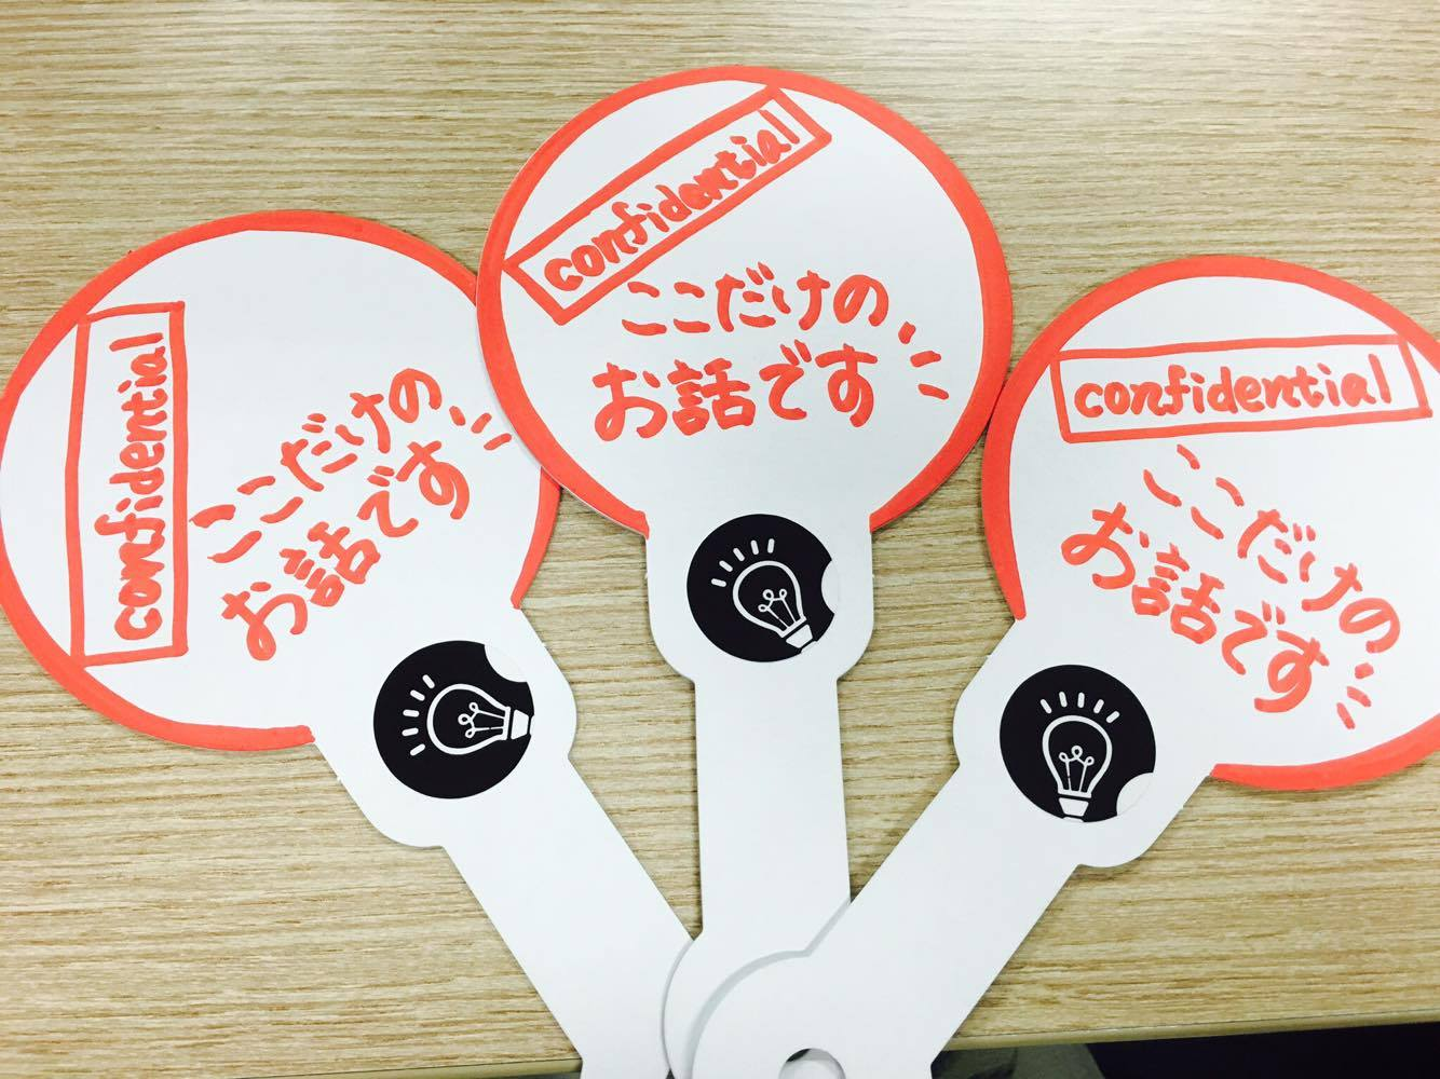 confidential
ここだけの
お話です
confidential
ここだけの
お話です
confidential
ここだけの
お話です